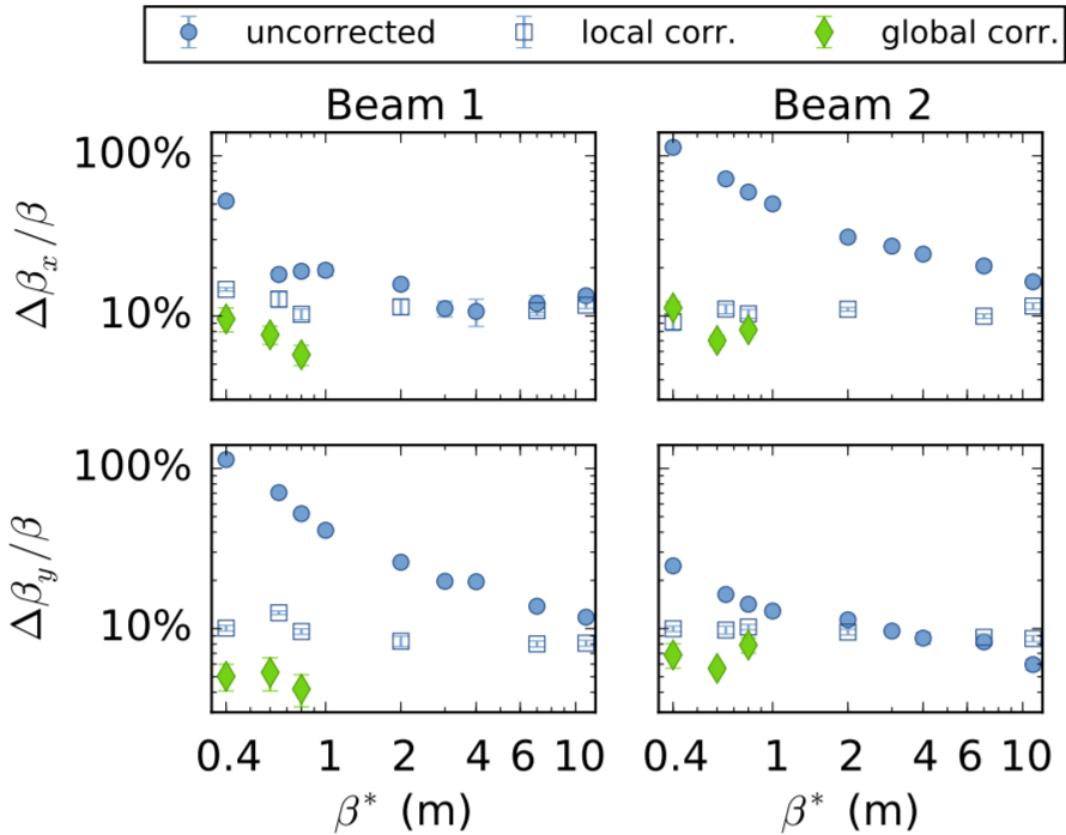 uncorrected local corr. global corr.
Beam 1 Beam 2
100%
10%
Δβx/β
100%
10%
Δβy/β
0.4 1 2 4 6 10 0.4 1 2 4 6 10
β* (m) β* (m)